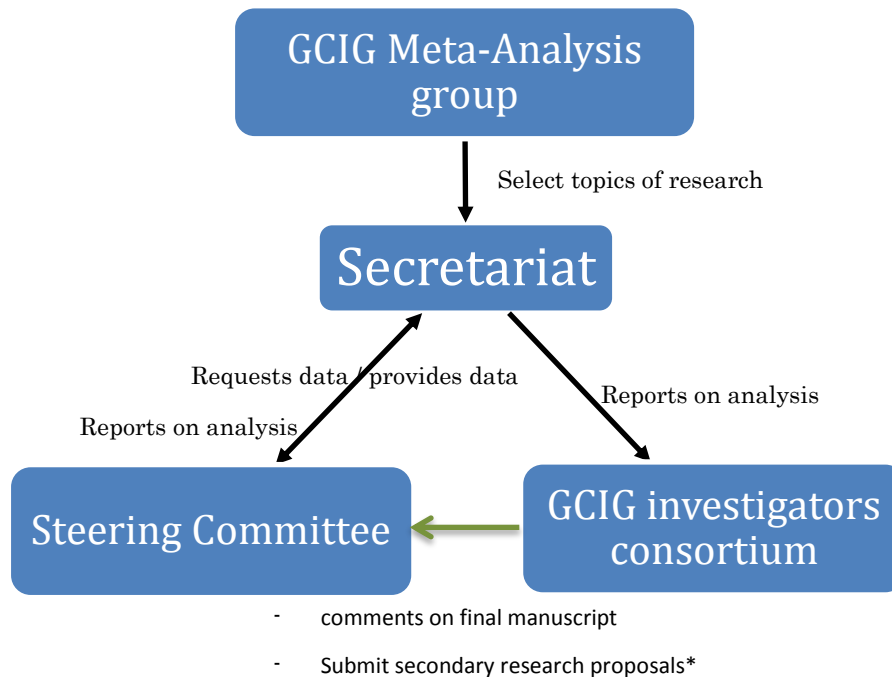 GCIG Meta-Analysis
group
Select topics of research
Secretariat
Requests data / provides data
Reports on analysis
Reports on analysis
Steering Committee
GCIG investigators
consortium
- comments on final manuscript
- Submit secondary research proposals*